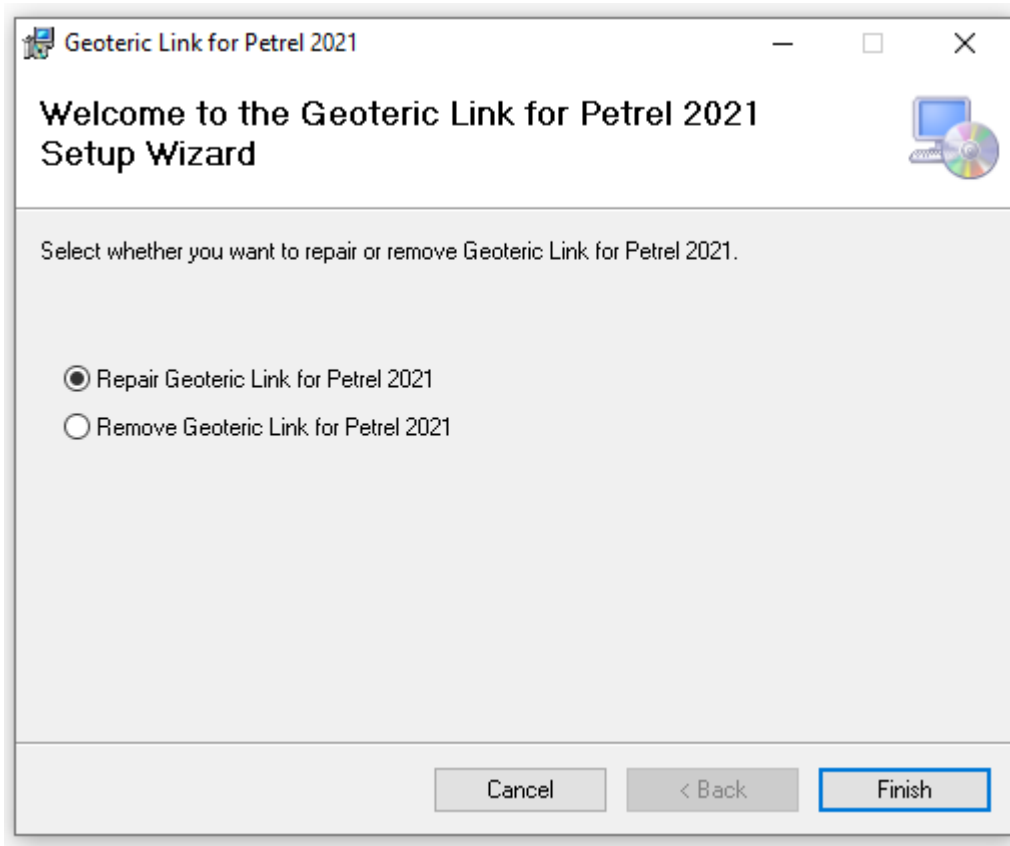 Geoteric Link for Petrel 2021
Welcome to the Geoteric Link for Petrel 2021
Setup Wizard
Select whether you want to repair or remove Geoteric Link for Petrel 2021.
Repair Geoteric Link for Petrel 2021
Remove Geoteric Link for Petrel 2021
Cancel
< Back
Finish